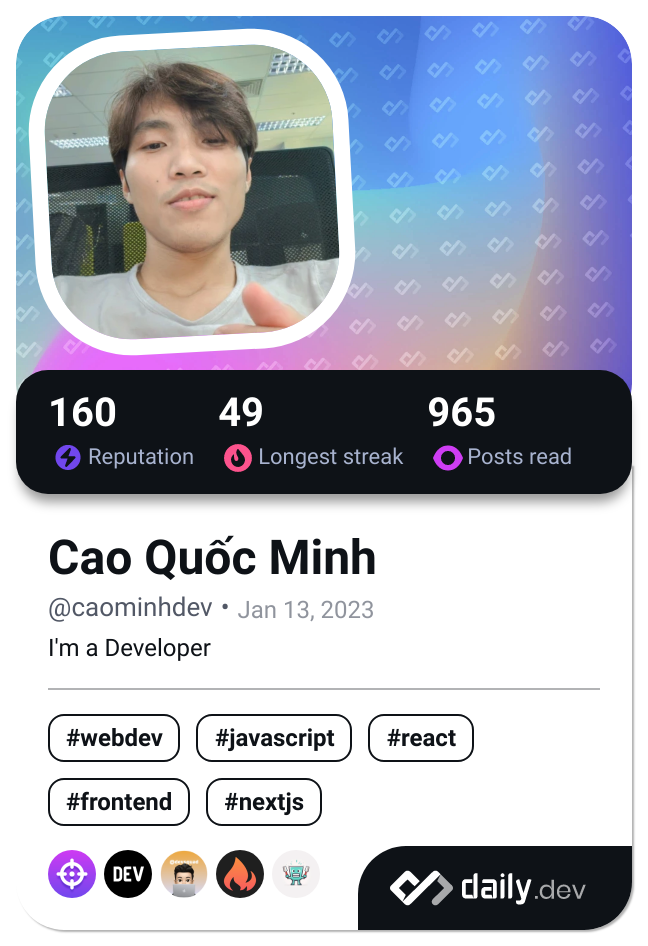 160 49 965
Reputation Longest streak Posts read
Cao Quốc Minh
@caominhdev • Jan 13, 2023
I'm a Developer
#webdev #javascript #react
#frontend #nextjs
DEV
daily.dev